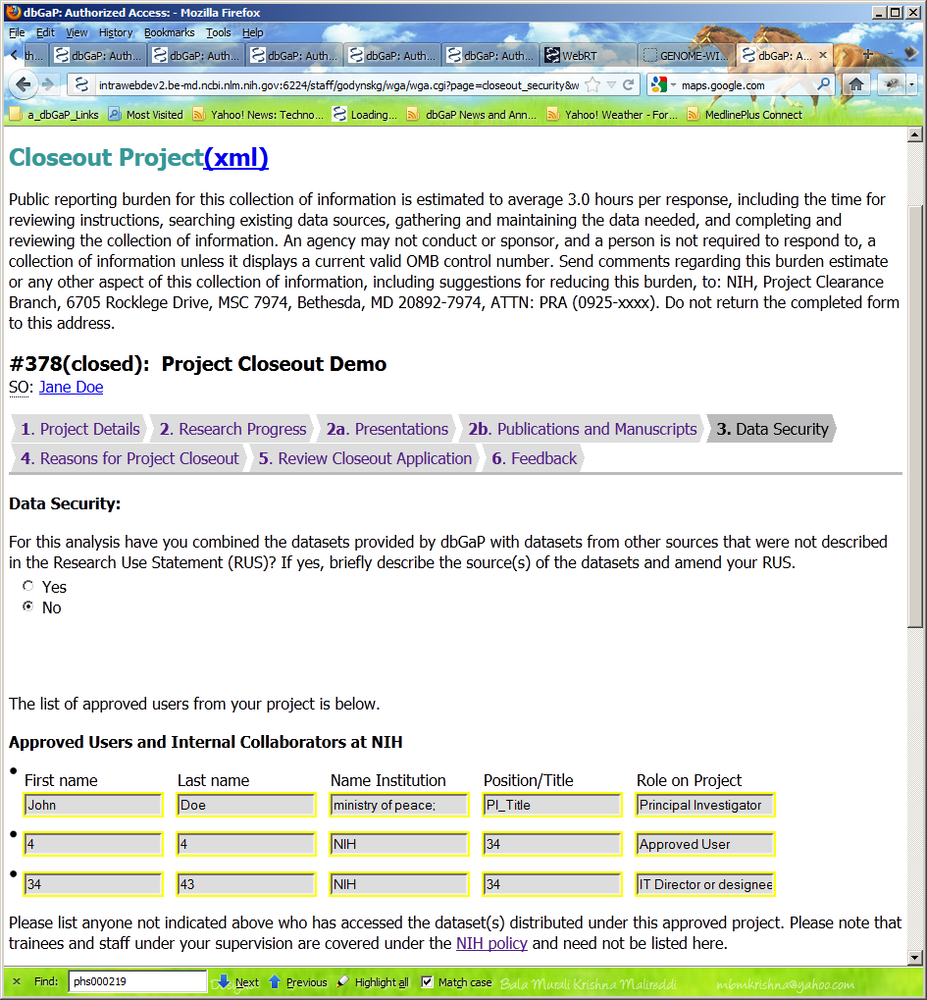 dbGaP: Authorized Access: - Mozilla Firefox
File Edit View History Bookmarks Tools Help
th... dbGaP: Auth... dbGaP: Auth... dbGaP: Auth... dbGaP: Auth... dbGaP: Auth... WebRT GENOME-WI... dbGaP: A...
intrawebdev2.be-md.ncbi.nlm.nih.gov:6224/staff/godynskg/wga/wga.cgi?page=closeout_security&w maps.google.com
a_dbGaP_Links Most Visited Yahoo! News: Techno... Loading... dbGaP News and Ann... Yahoo! Weather - For... MedlinePlus Connect
Closeout Project(xml)
Public reporting burden for this collection of information is estimated to average 3.0 hours per response, including the time for
reviewing instructions, searching existing data sources, gathering and maintaining the data needed, and completing and
reviewing the collection of information. An agency may not conduct or sponsor, and a person is not required to respond to, a
collection of information unless it displays a current valid OMB control number. Send comments regarding this burden estimate
or any other aspect of this collection of information, including suggestions for reducing this burden, to: NIH, Project Clearance
Branch, 6705 Rocklege Drive, MSC 7974, Bethesda, MD 20892-7974, ATTN: PRA (0925-xxxx). Do not return the completed form
to this address.
#378(closed): Project Closeout Demo
SO: Jane Doe
1. Project Details 2. Research Progress 2a. Presentations 2b. Publications and Manuscripts 3. Data Security
4. Reasons for Project Closeout 5. Review Closeout Application 6. Feedback
Data Security:
For this analysis have you combined the datasets provided by dbGaP with datasets from other sources that were not described
in the Research Use Statement (RUS)? If yes, briefly describe the source(s) of the datasets and amend your RUS.
Yes
No
The list of approved users from your project is below.
Approved Users and Internal Collaborators at NIH
First name Last name Name Institution Position/Title Role on Project
John Doe ministry of peace; PI_Title Principal Investigator
4 4 NIH 34 Approved User
34 43 NIH 34 IT Director or designee
Please list anyone not indicated above who has accessed the dataset(s) distributed under this approved project. Please note that
trainees and staff under your supervision are covered under the NIH policy and need not be listed here.
Find: phs000219 Next Previous Highlight all Match case Bala Murali Krishna Malireddi mbmkrishna@yahoo.com